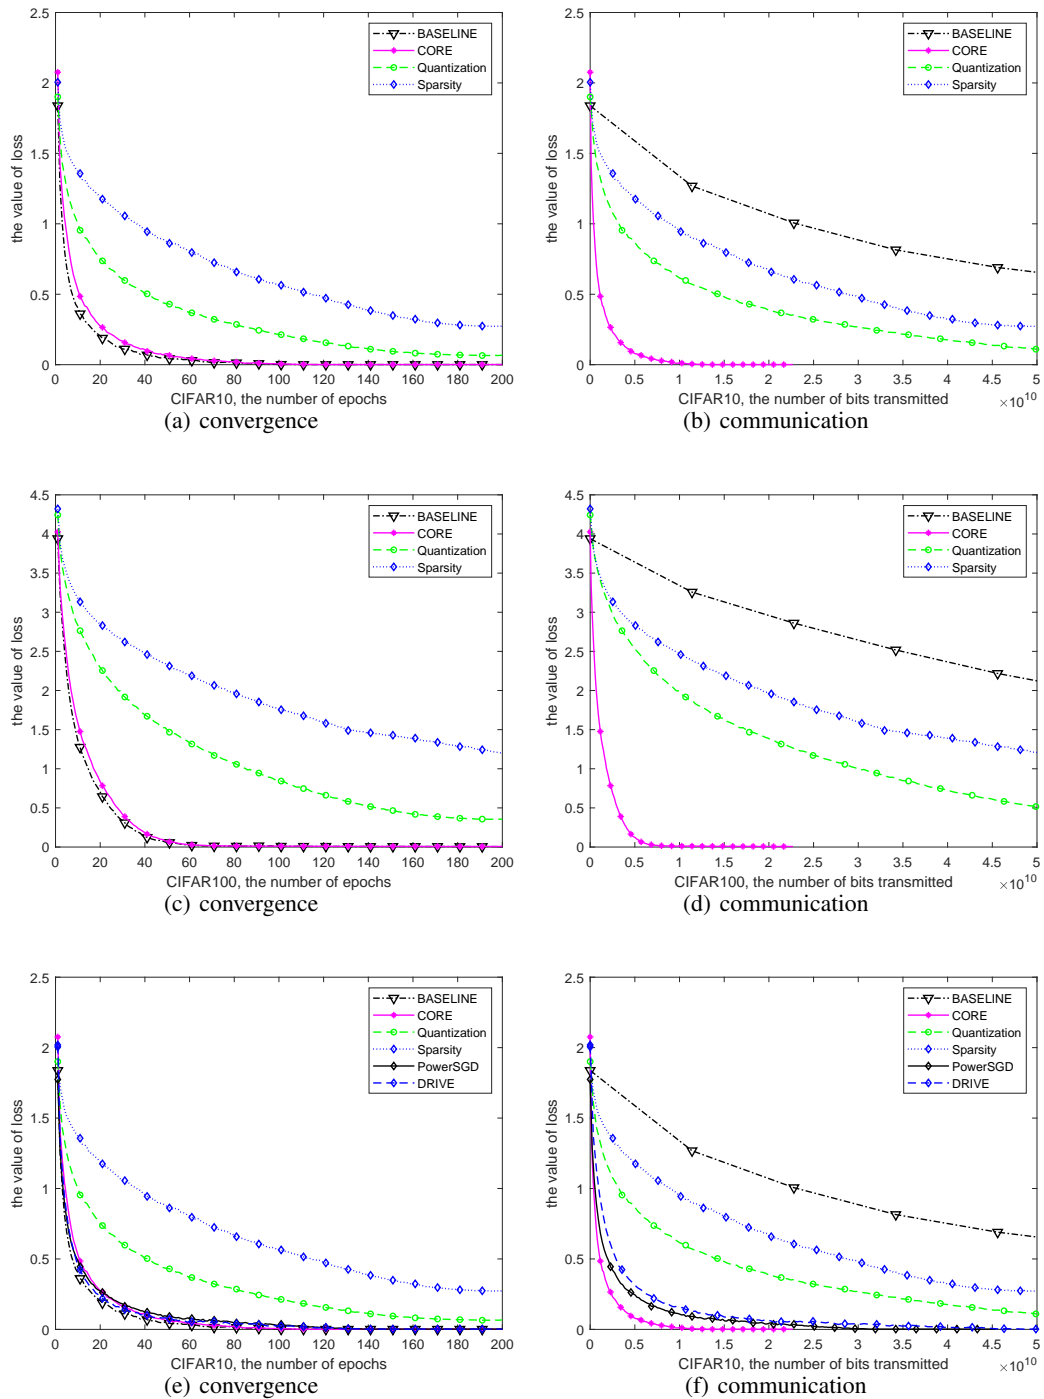 2.5
2
1.5
1
0.5
0
the value of loss
BASELINE
CORE
Quantization
Sparsity
0 20 40 60 80 100 120 140 160 180 200
CIFAR10, the number of epochs
(a) convergence
2.5
2
1.5
1
0.5
0
the value of loss
BASELINE
CORE
Quantization
Sparsity
0 0.5 1 1.5 2 2.5 3 3.5 4 4.5 5
CIFAR10, the number of bits transmitted
×10^10
(b) communication
4.5
4
3.5
3
2.5
2
1.5
1
0.5
0
the value of loss
BASELINE
CORE
Quantization
Sparsity
0 20 40 60 80 100 120 140 160 180 200
CIFAR100, the number of epochs
(c) convergence
4.5
4
3.5
3
2.5
2
1.5
1
0.5
0
the value of loss
BASELINE
CORE
Quantization
Sparsity
0 0.5 1 1.5 2 2.5 3 3.5 4 4.5 5
CIFAR100, the number of bits transmitted
×10^10
(d) communication
2.5
2
1.5
1
0.5
0
the value of loss
BASELINE
CORE
Quantization
Sparsity
PowerSGD
DRIVE
0 20 40 60 80 100 120 140 160 180 200
CIFAR10, the number of epochs
(e) convergence
2.5
2
1.5
1
0.5
0
the value of loss
BASELINE
CORE
Quantization
Sparsity
PowerSGD
DRIVE
0 0.5 1 1.5 2 2.5 3 3.5 4 4.5 5
CIFAR10, the number of bits transmitted
×10^10
(f) communication